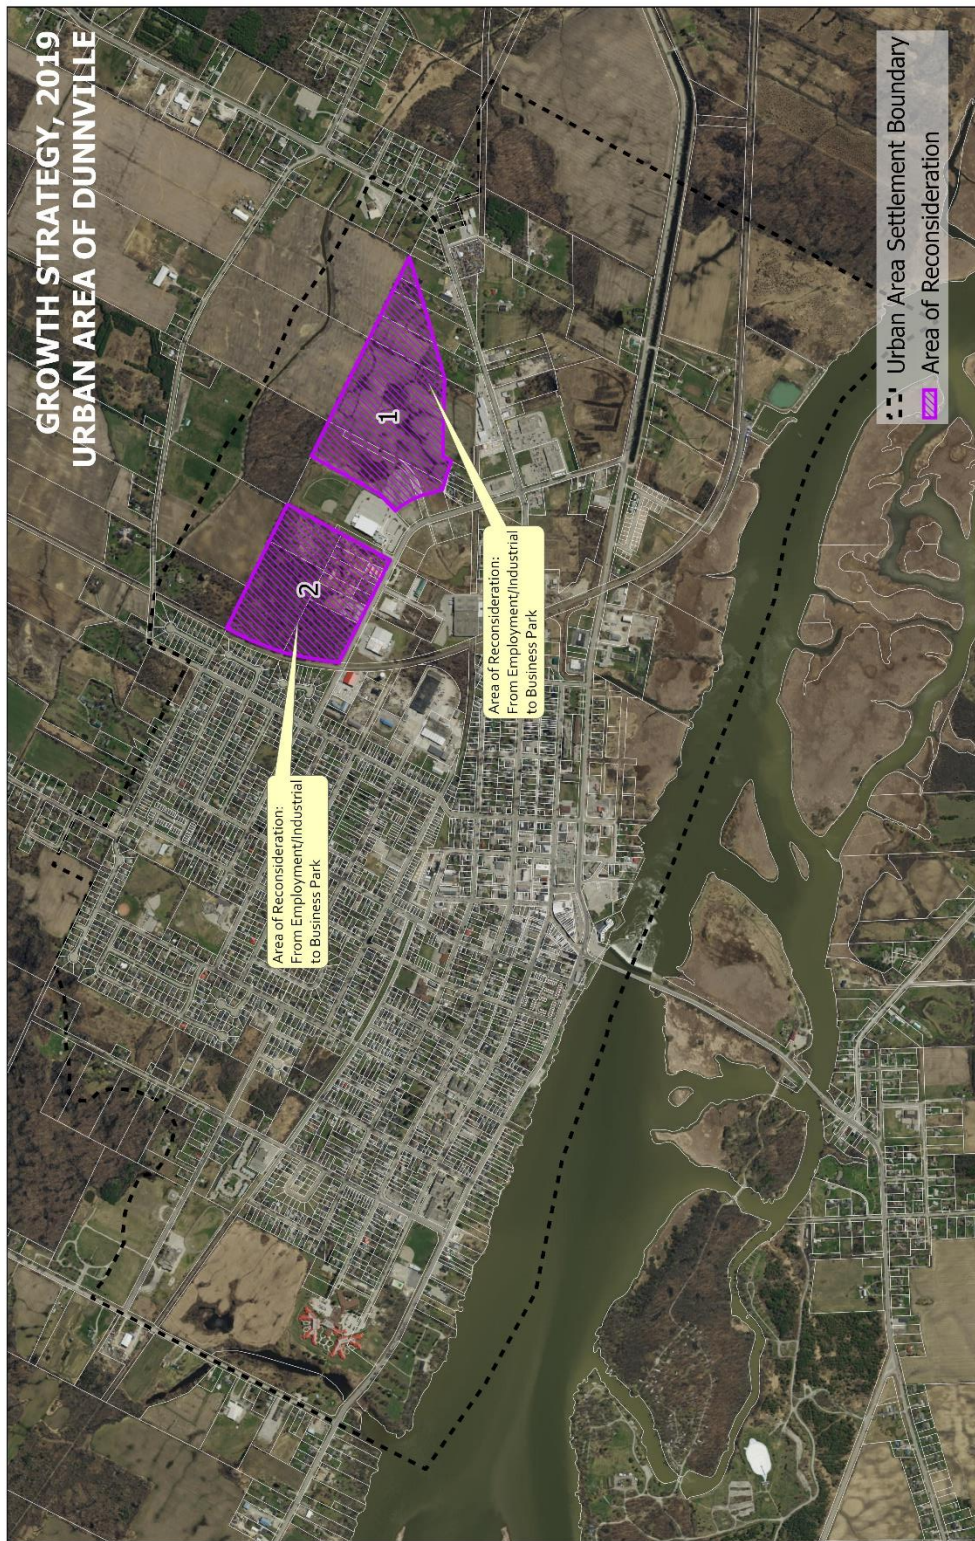 GROWTH STRATEGY, 2019
URBAN AREA OF DUNNVILLE
2
1
Area of Reconsideration:
From Employment/Industrial
to Business Park
Area of Reconsideration:
From Employment/Industrial
to Business Park
Urban Area Settlement Boundary
Area of Reconsideration